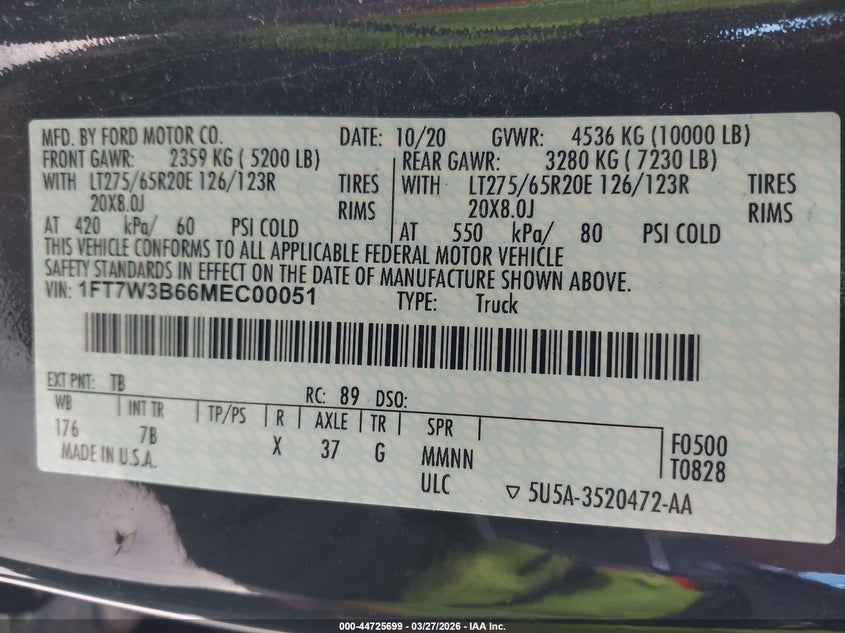 MFD. BY FORD MOTOR CO. DATE: 10/20 GVWR: 4536 KG (10000 LB)
FRONT GAWR: 2359 KG ( 5200 LB) REAR GAWR: 3280 KG ( 7230 LB)
WITH LT275/65R20E 126/123R TIRES WITH LT275/65R20E 126/123R TIRES
20X8.0J RIMS 20X8.0J RIMS
AT 420 kPa/ 60 PSI COLD AT 550 kPa/ 80 PSI COLD
THIS VEHICLE CONFORMS TO ALL APPLICABLE FEDERAL MOTOR VEHICLE
SAFETY STANDARDS IN EFFECT ON THE DATE OF MANUFACTURE SHOWN ABOVE.
VIN: 1FT7W3B66MEC00051 TYPE: Truck
EXT PNT: TB RC: 89 DSO:
WB INT TR TP/PS R AXLE TR SPR
176 7B X 37 G MMNN F0500
MADE IN U.S.A. ULC T0828
▽ 5U5A-3520472-AA
000-44725699 - 03/27/2026 - IAA Inc.